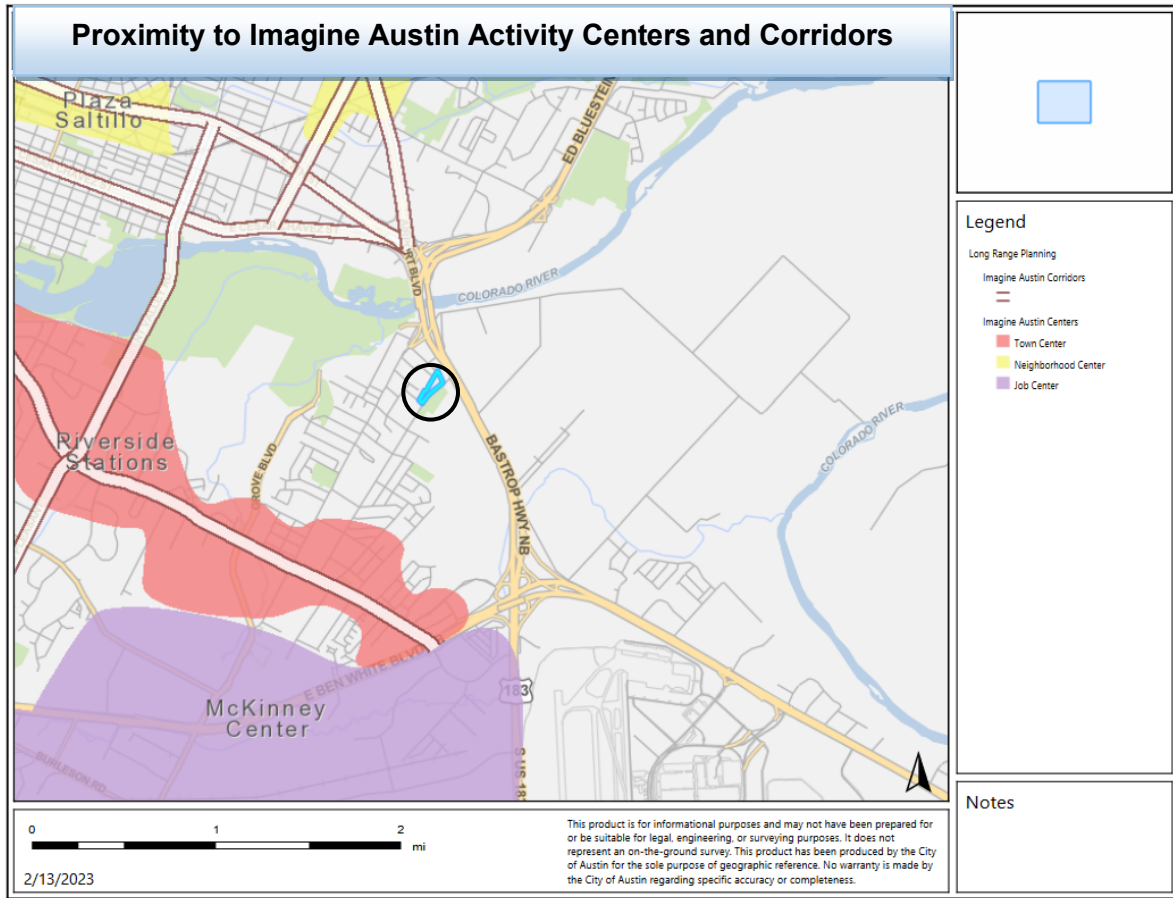 Proximity to Imagine Austin Activity Centers and Corridors
Plaza
Saltillo
ED BLUESTEIN
E CESAR CHAVEZ ST
RT BLVD
COLORADO RIVER
COLORADO RIVER
Riverside
Stations
GROVE BLVD
BASTROP HWY NB
E BEN WHITE BLVD
183
McKinney
Center
BURLESON RD
S US 183
Legend
Long Range Planning
Imagine Austin Corridors
Imagine Austin Centers
Town Center
Neighborhood Center
Job Center
Notes
0 1 2
mi
2/13/2023
This product is for informational purposes and may not have been prepared for
or be suitable for legal, engineering, or surveying purposes. It does not
represent an on-the-ground survey. This product has been produced by the City
of Austin for the sole purpose of geographic reference. No warranty is made by
the City of Austin regarding specific accuracy or completeness.